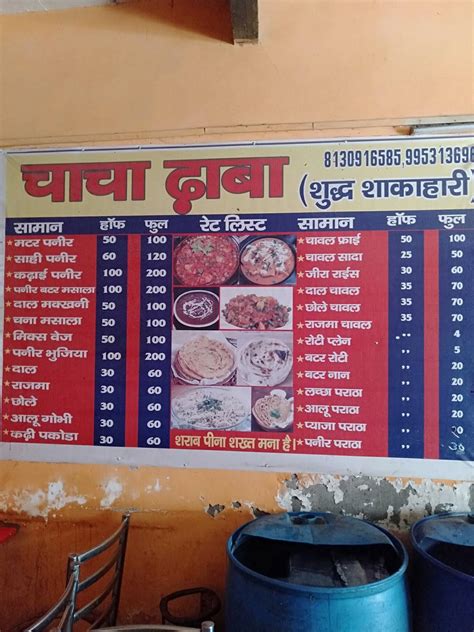 चाचा ढ़ाबा
8130916585,995313696
(शुद्ध शाकाहारी)
सामान हॉफ फुल रेट लिस्ट सामान हॉफ फुल
मटर पनीर 50 100
साही पनीर 60 120
कढ़ाई पनीर 100 200
पनीर बटर मसाला 100 200
दाल मक्खनी 50 100
चना मसाला 50 100
मिक्स वेज 50 100
पनीर भुजिया 100 200
दाल 30 60
राजमा 30 60
छोले 30 60
आलू गोभी 30 60
कढ़ी पकोडा 30 60
चावल फ्राई 50 100
चावल सादा 25 50
जीरा राईस 30 60
दाल चावल 35 70
छोले चावल 35 70
राजमा चावल 35 70
रोटी प्लेन ,, 4
बटर रोटी ,, 5
बटर नान ,, 20
लच्छा पराठा ,, 20
आलू पराठा ,, 20
प्याजा पराठा ,, 20
पनीर पराठा ,,
शराब पीना शख्त मना है।